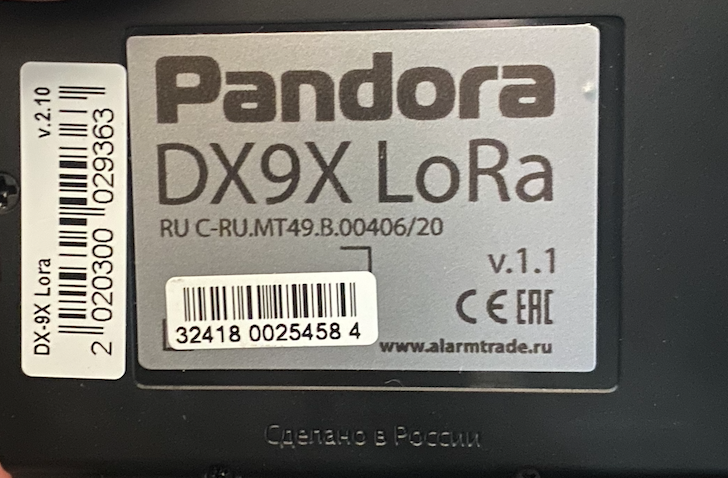 DX-9X Lora v.2.10
2 020300 029363
Pandora
DX9X LoRa
RU C-RU.MT49.B.00406/20
v.1.1
CE EAC
32418 0025458 4
www.alarmtrade.ru
Сделано в России